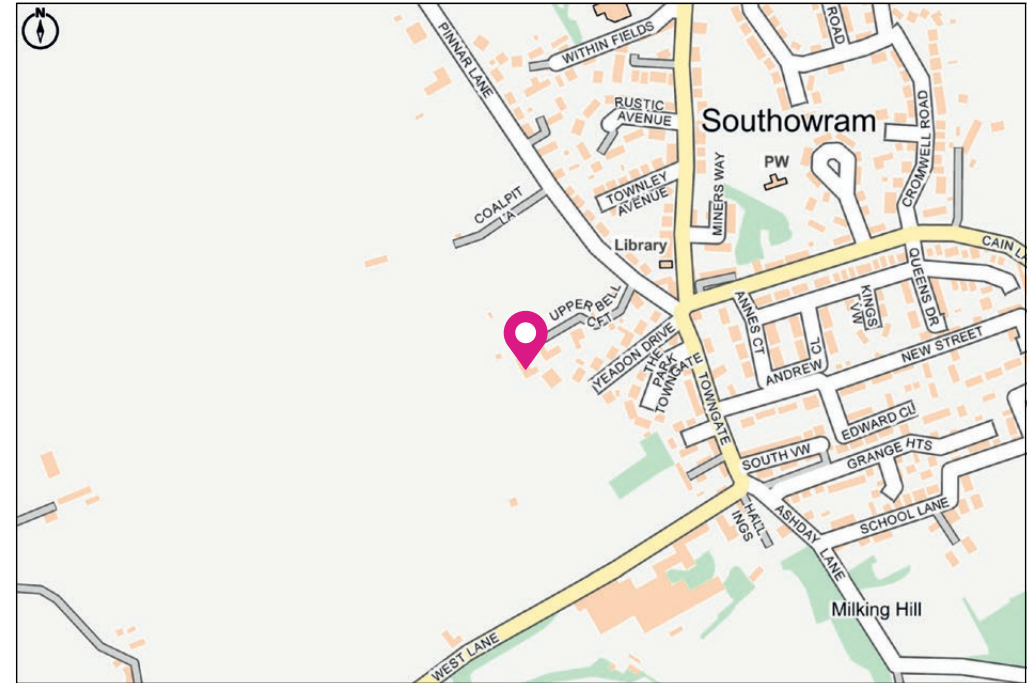 N
PINNAR LANE
WITHIN FIELDS
ROAD
ROAD
RUSTIC
AVENUE
Southowram
PW
CROMWELL ROAD
TOWNLEY
AVENUE
MINERS WAY
COALPIT
LA
Library
CAIN LA
UPPER BELL
CFT
ANNES CT
KINGS
VW
QUEENS DR
YEADON DRIVE
THE
PARK
TOWNGATE
TOWNGATE
ANDREW CL
NEW STREET
EDWARD CL
SOUTH VW
GRANGE HTS
HALL
INGS
ASHDAY LANE
SCHOOL LANE
Milking Hill
WEST LANE